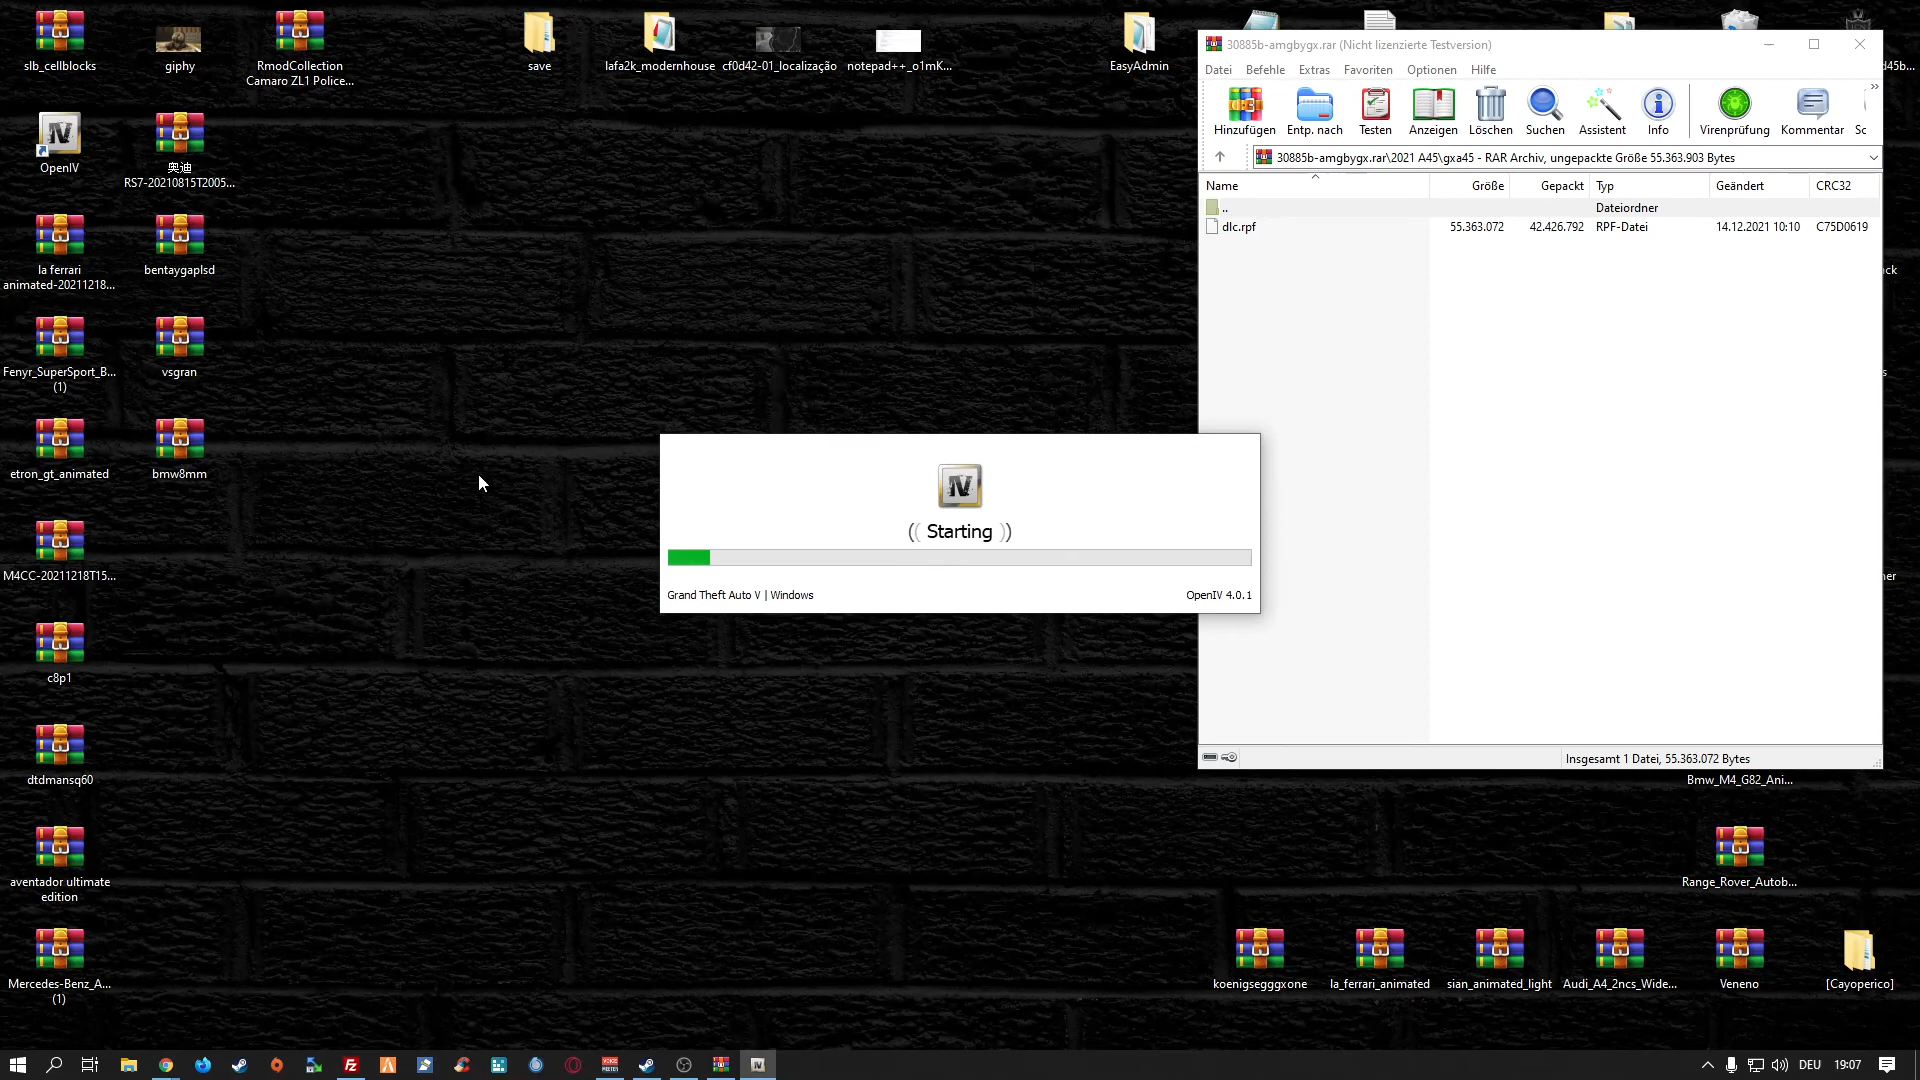 slb_cellblocks
giphy
RmodCollection
Camaro ZL1 Police...
save
lafa2k_modernhouse
cf0d42-01_localização
notepad++_o1mK...
EasyAdmin
OpenIV
奥迪
RS7-20210815T2005...
la ferrari
animated-20211218...
bentaygaplsd
Fenyr_SuperSport_B...
(1)
vsgran
etron_gt_animated
bmw8mm
M4CC-20211218T15...
c8p1
dtdmansq60
aventador ultimate
edition
Mercedes-Benz_A...
(1)
30885b-amgbygx.rar (Nicht lizenzierte Testversion)
Datei Befehle Extras Favoriten Optionen Hilfe
Hinzufügen Entp. nach Testen Anzeigen Löschen Suchen Assistent Info Virenprüfung Kommentar Sc
30885b-amgbygx.rar\2021 A45\gxa45 - RAR Archiv, ungepackte Größe 55.363.903 Bytes
Name Größe Gepackt Typ Geändert CRC32
.. Dateiordner
dlc.rpf 55.363.072 42.426.792 RPF-Datei 14.12.2021 10:10 C75D0619
Insgesamt 1 Datei, 55.363.072 Bytes
d45b...
IV
(( Starting ))
Grand Theft Auto V | Windows
OpenIV 4.0.1
Bmw_M4_G82_Ani...
Range_Rover_Autob...
koenigsegggxone
la_ferrari_animated
sian_animated_light
Audi_A4_2ncs_Wide...
Veneno
[Cayoperico]
DEU 19:07